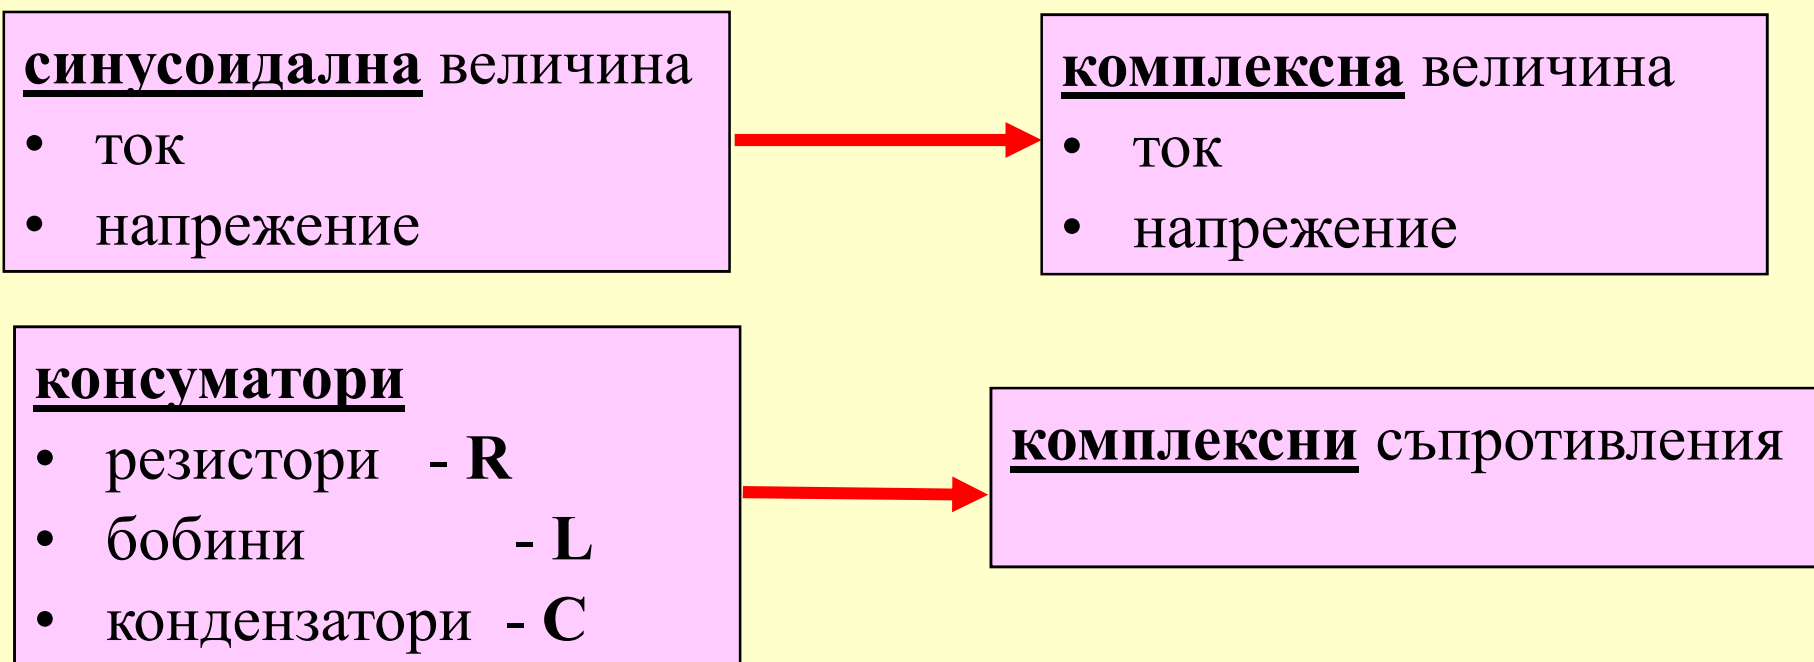 синусоидална величина
• ток
• напрежение
комплексна величина
• ток
• напрежение
консуматори
• резистори - R
• бобини - L
• кондензатори - C
комплексни съпротивления